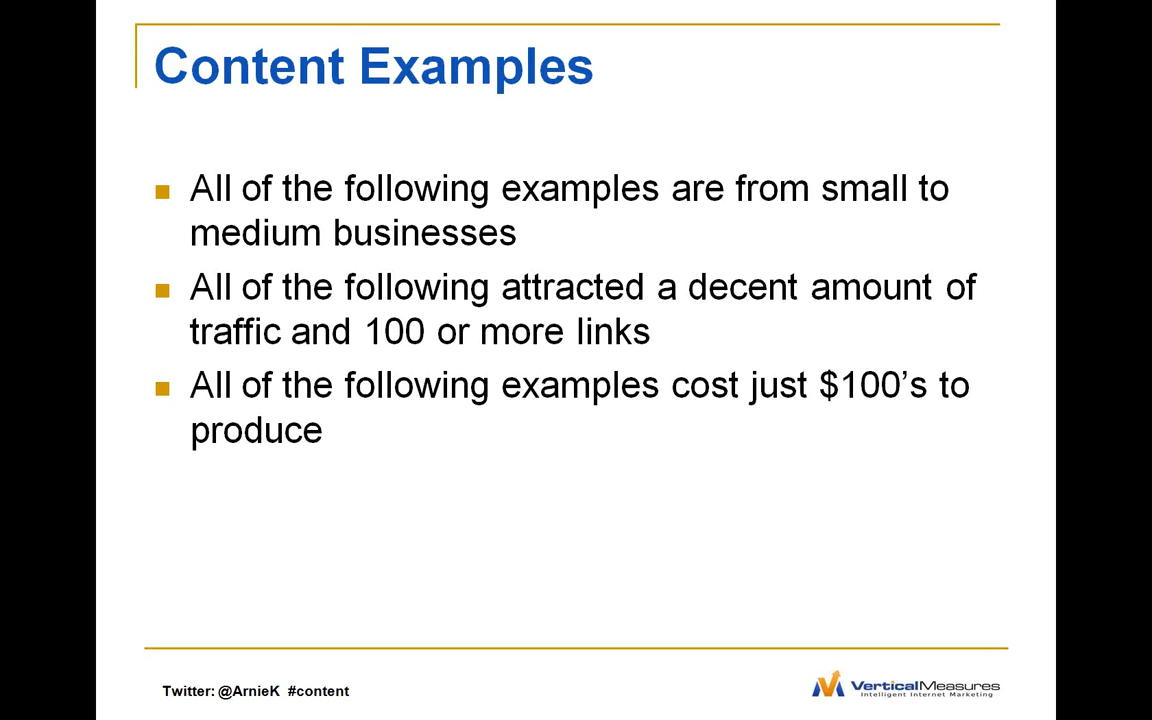 Content Examples
All of the following examples are from small to
medium businesses
All of the following attracted a decent amount of
traffic and 100 or more links
All of the following examples cost just $100’s to
produce
Twitter: @ArnieK #content
VerticalMeasures
Intelligent Internet Marketing